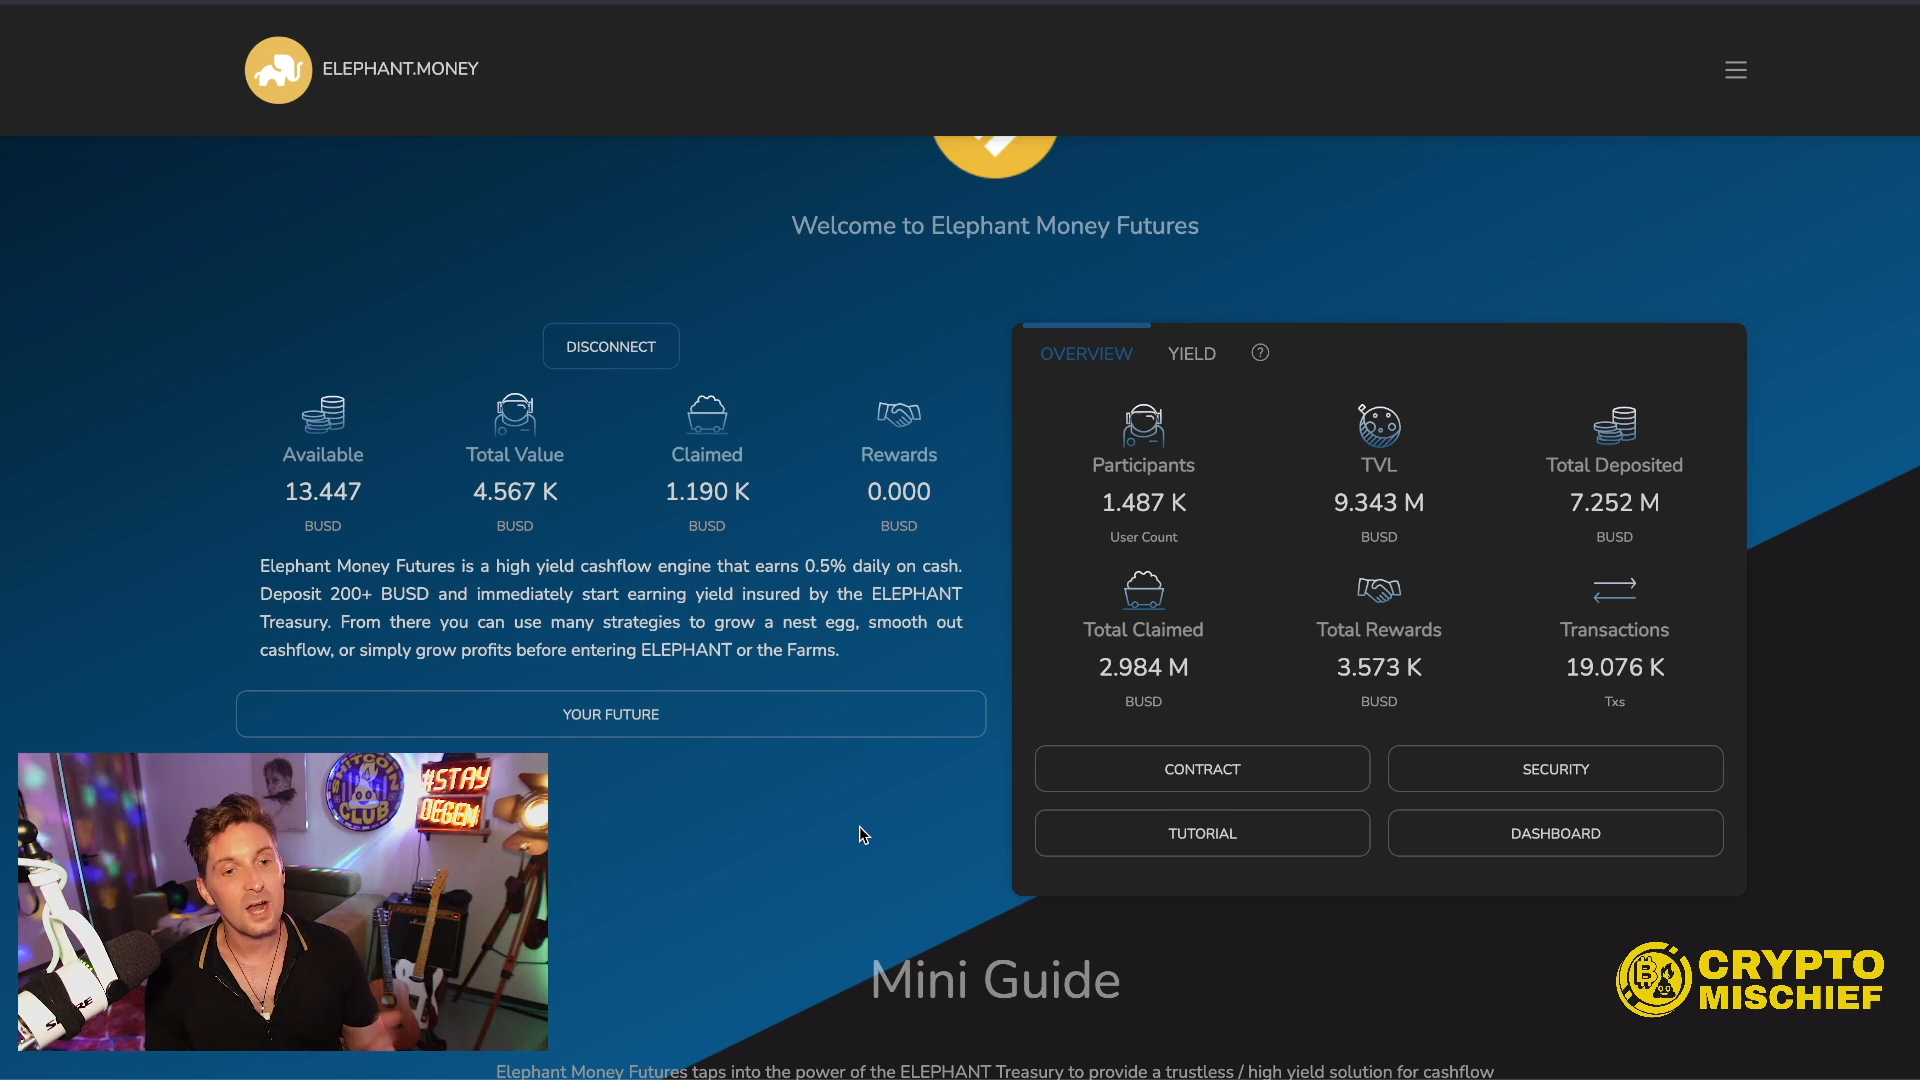 ELEPHANT.MONEY
Welcome to Elephant Money Futures
DISCONNECT
Available
13.447
BUSD
Total Value
4.567 K
BUSD
Claimed
1.190 K
BUSD
Rewards
0.000
BUSD
Elephant Money Futures is a high yield cashflow engine that earns 0.5% daily on cash.
Deposit 200+ BUSD and immediately start earning yield insured by the ELEPHANT
Treasury. From there you can use many strategies to grow a nest egg, smooth out
cashflow, or simply grow profits before entering ELEPHANT or the Farms.
YOUR FUTURE
OVERVIEW YIELD ?
Participants
1.487 K
User Count
TVL
9.343 M
BUSD
Total Deposited
7.252 M
BUSD
Total Claimed
2.984 M
BUSD
Total Rewards
3.573 K
BUSD
Transactions
19.076 K
Txs
CONTRACT
SECURITY
TUTORIAL
DASHBOARD
SHITCOIN
CLUB
#STAY
DEGEN
Mini Guide
CRYPTO
MISCHIEF
Elephant Money Futures taps into the power of the ELEPHANT Treasury to provide a trustless / high yield solution for cashflow